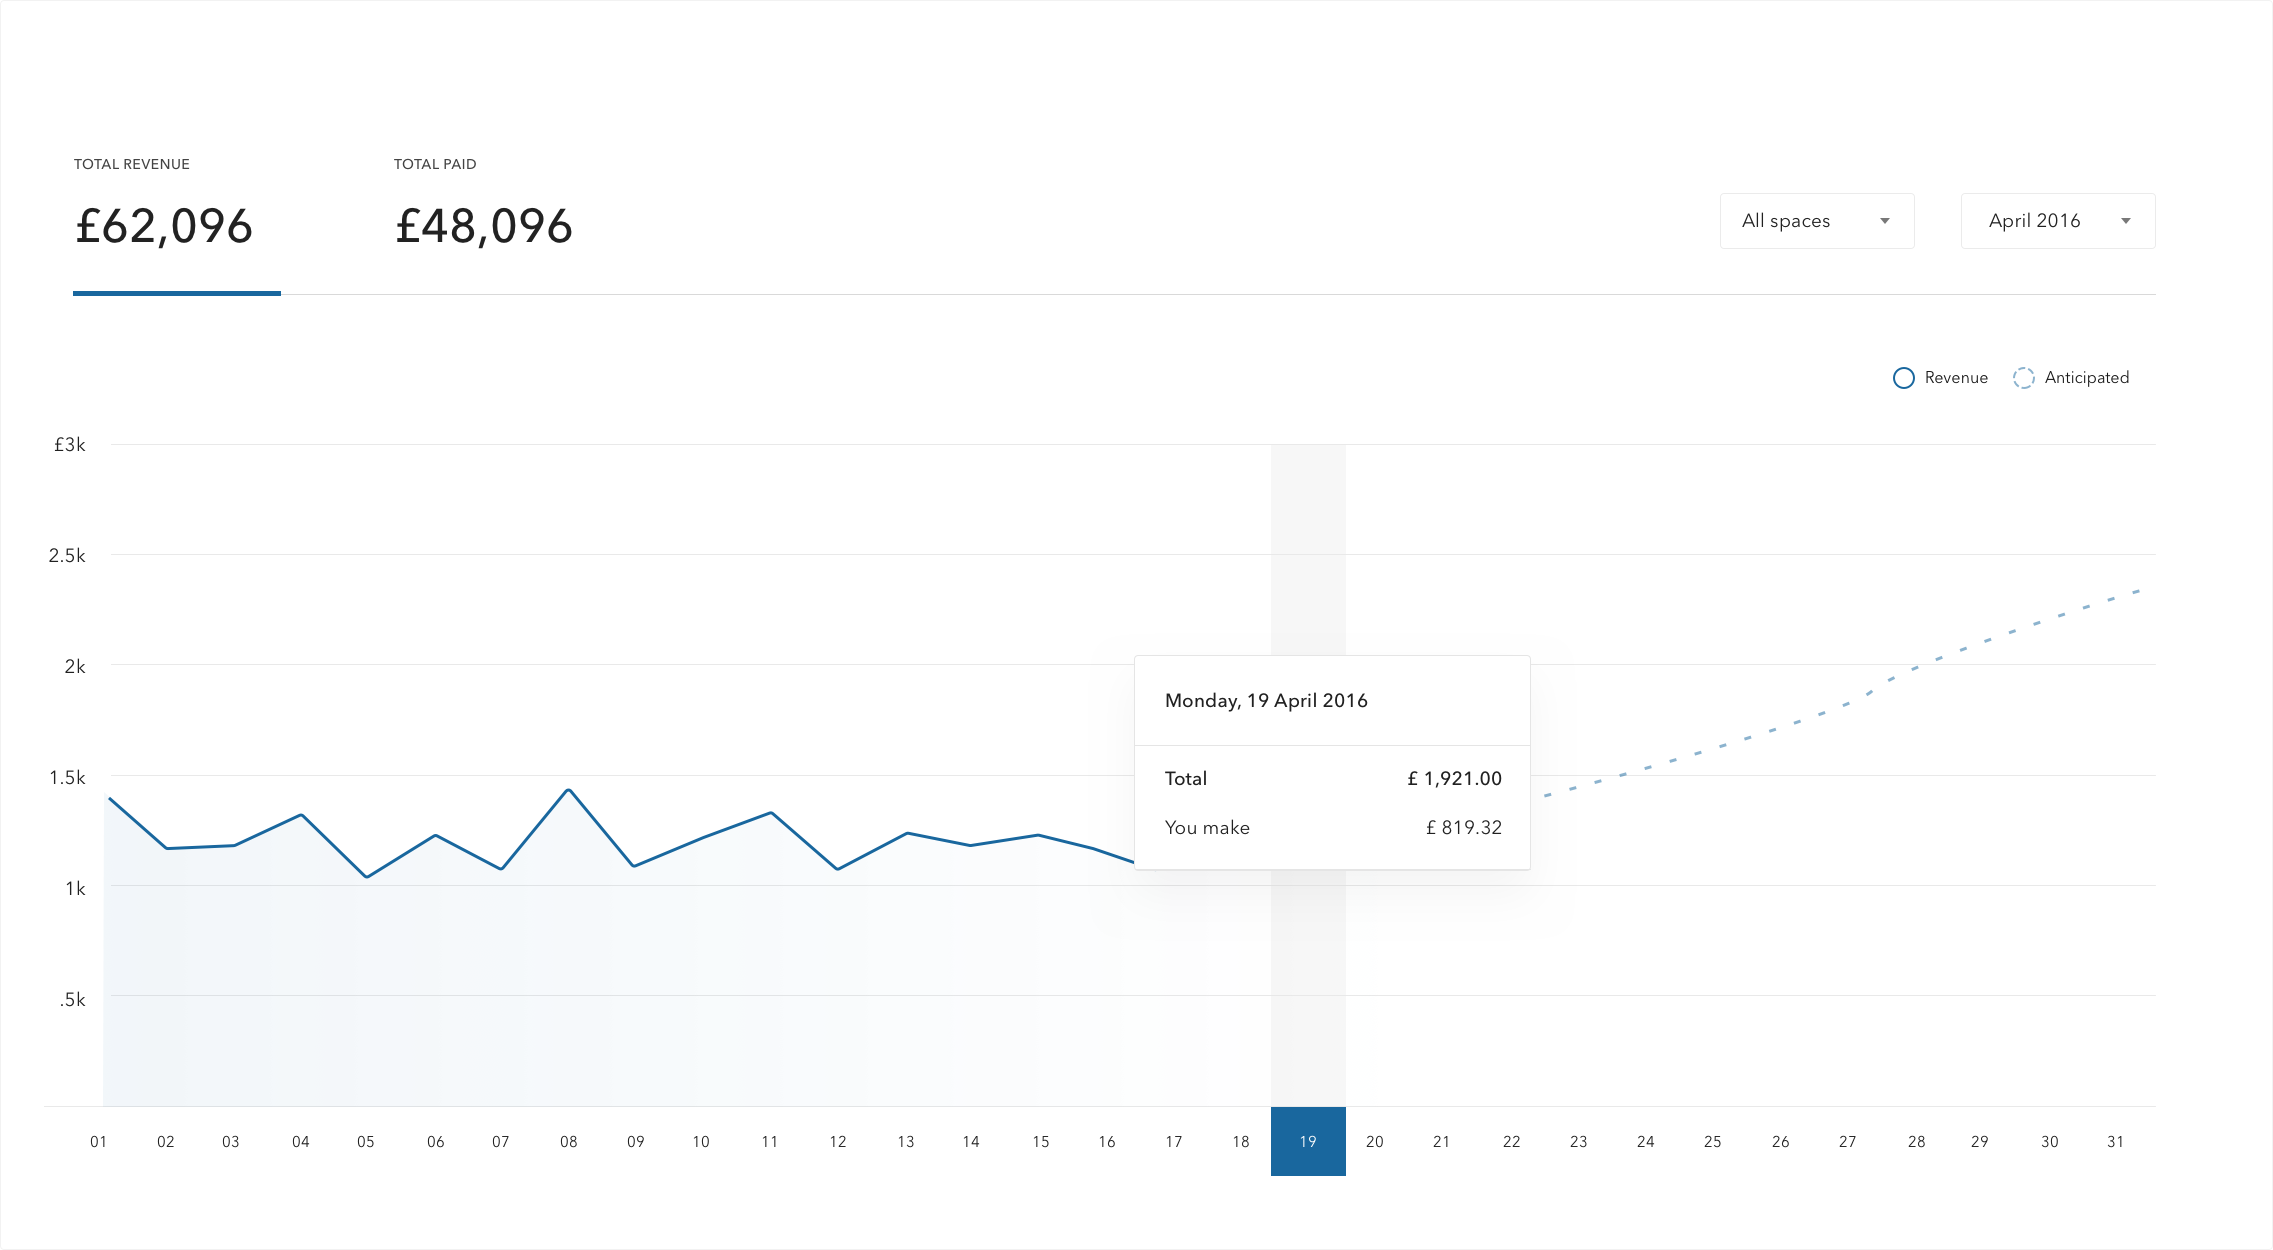 TOTAL REVENUE
TOTAL PAID
£62,096
£48,096
All spaces
April 2016
Revenue
Anticipated
£3k
2.5k
2k
1.5k
1k
.5k
Monday, 19 April 2016
Total £ 1,921.00
You make £ 819.32
01 02 03 04 05 06 07 08 09 10 11 12 13 14 15 16 17 18 19 20 21 22 23 24 25 26 27 28 29 30 31